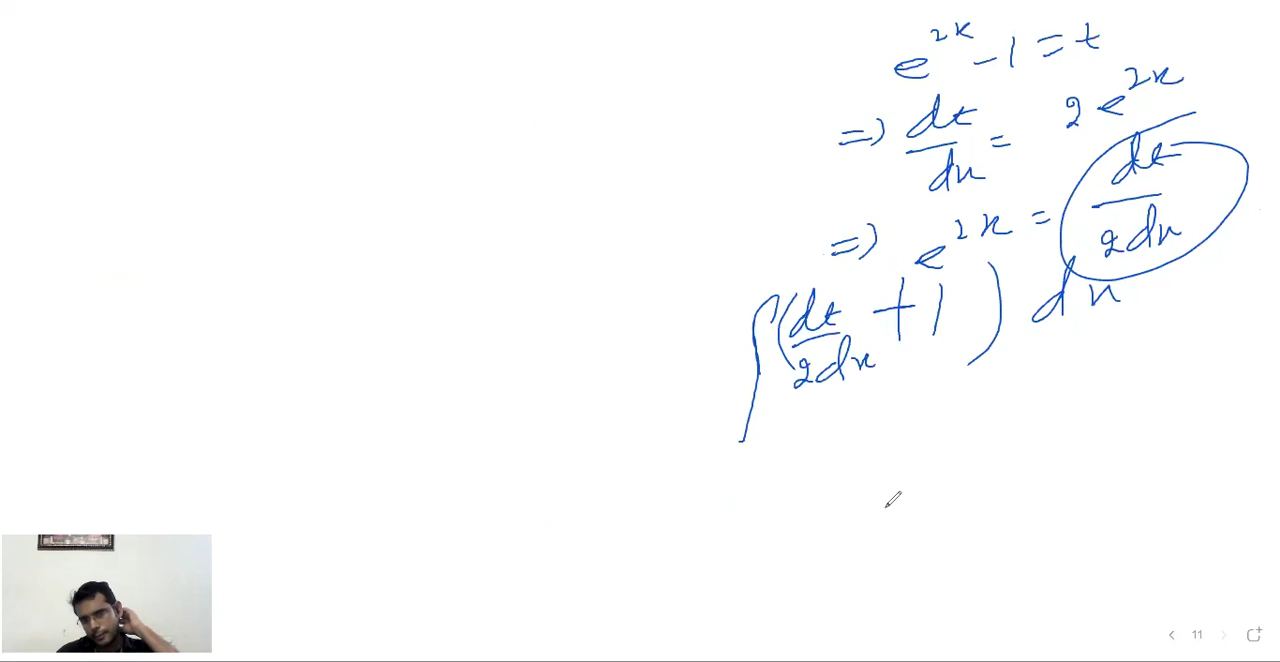 e^{2x} - 1 = t
=> dt/dx = 2e^{2x}
=> e^{2x} = dt/2dx
∫(dt/2dx + 1) dx
11